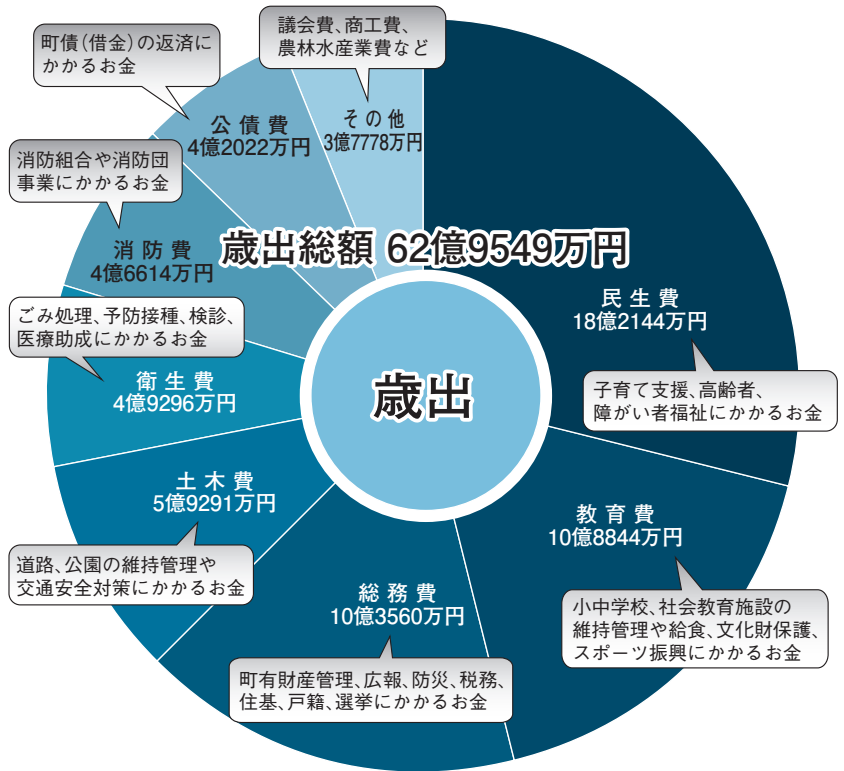 歳出総額 62億9549万円
歳出
民生費
18億2144万円
子育て支援、高齢者、
障がい者福祉にかかるお金
教育費
10億8844万円
小中学校、社会教育施設の
維持管理や給食、文化財保護、
スポーツ振興にかかるお金
総務費
10億3560万円
町有財産管理、広報、防災、税務、
住基、戸籍、選挙にかかるお金
土木費
5億9291万円
道路、公園の維持管理や
交通安全対策にかかるお金
衛生費
4億9296万円
ごみ処理、予防接種、検診、
医療助成にかかるお金
消防費
4億6614万円
消防組合や消防団
事業にかかるお金
公債費
4億2022万円
町債(借金)の返済に
かかるお金
その他
3億7778万円
議会費、商工費、
農林水産業費など